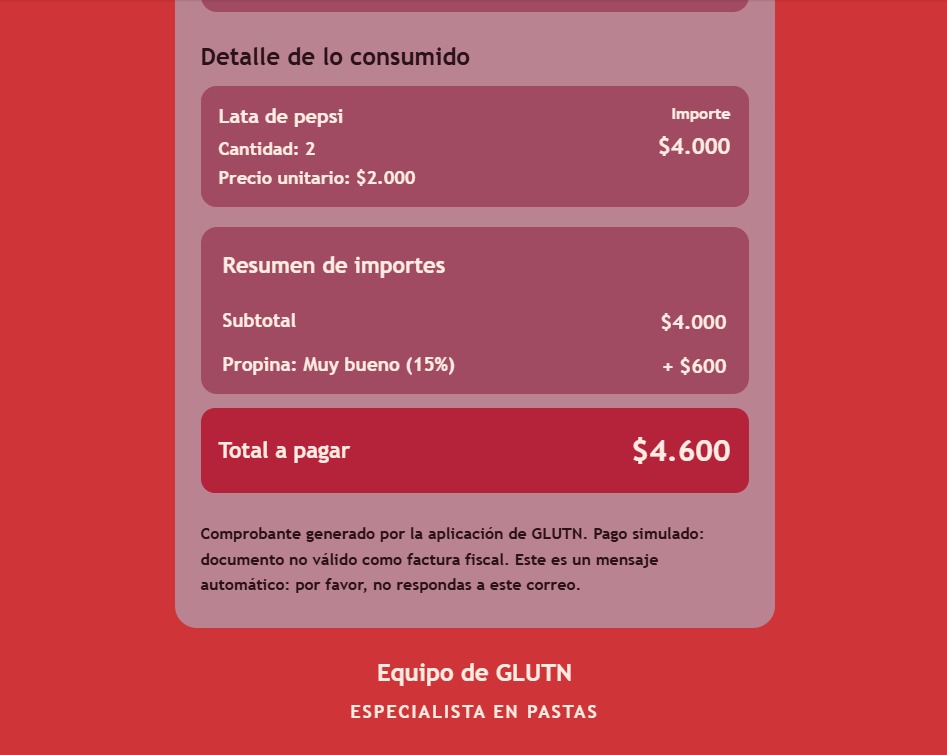 Detalle de lo consumido
Lata de pepsi
Importe
Cantidad: 2
$4.000
Precio unitario: $2.000
Resumen de importes
Subtotal
$4.000
Propina: Muy bueno (15%)
+ $600
Total a pagar
$4.600
Comprobante generado por la aplicación de GLUTN. Pago simulado:
documento no válido como factura fiscal. Este es un mensaje
automático: por favor, no respondas a este correo.
Equipo de GLUTN
ESPECIALISTA EN PASTAS